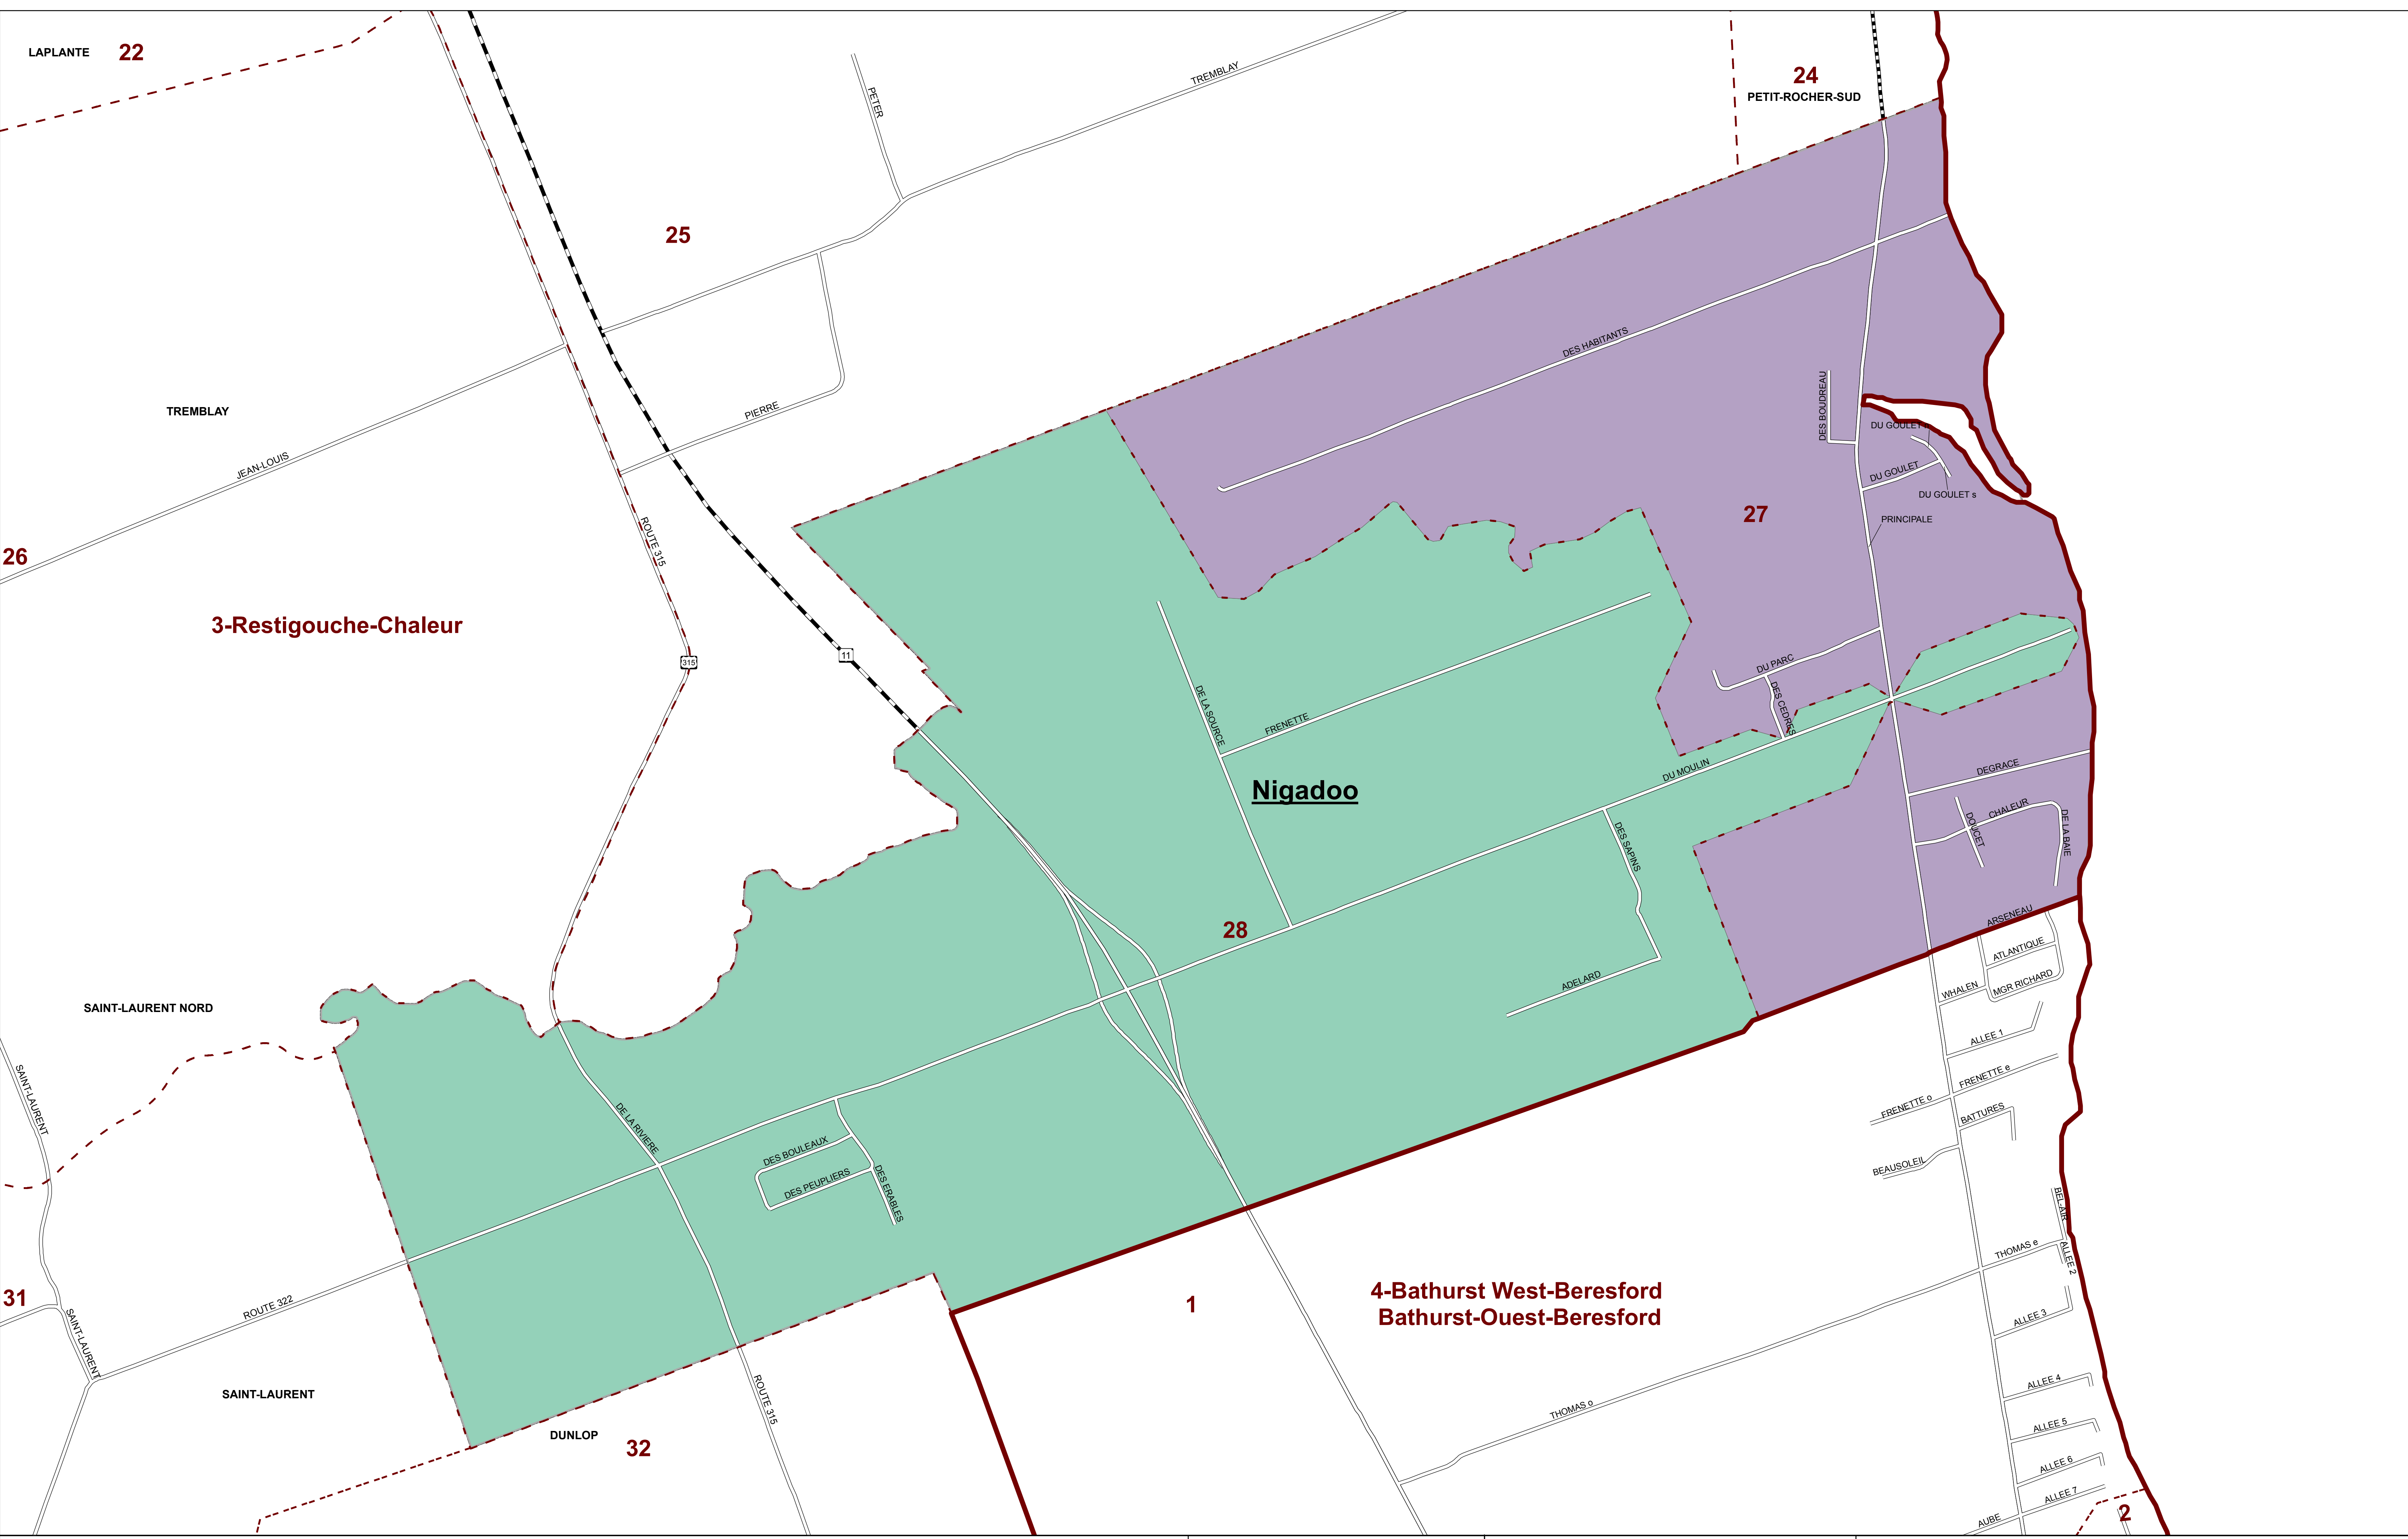 LAPLANTE
22
24
PETIT-ROCHER-SUD
TREMBLAY
PETER
25
DES HABITANTS
TREMBLAY
PIERRE
JEAN-LOUIS
DES BOUDREAU
DU GOULET
DU GOULET
DU GOULET s
PRINCIPALE
27
ROUTE 315
26
3-Restigouche-Chaleur
315
11
DE LA SOURCE
FRENETTE
DU PARC
DES CEDRES
DU MOULIN
Nigadoo
DEGRACE
CHALEUR
DOUCET
DE LA BAIE
DES SAPINS
28
ARSENEAU
ATLANTIQUE
ADELARD
WHALEN
MGR RICHARD
SAINT-LAURENT NORD
ALLEE 1
SAINT-LAURENT
FRENETTE e
FRENETTE o
BATTURES
DE LA RIVIERE
DES BOULEAUX
DES PEUPLIERS
DES ERABLES
BEAUSOLEIL
BEL-AIR
THOMAS e
ALLEE 2
31
ROUTE 322
1
4-Bathurst West-Beresford
Bathurst-Ouest-Beresford
ALLEE 3
SAINT-LAURENT
SAINT-LAURENT
ROUTE 315
ALLEE 4
THOMAS o
DUNLOP
32
ALLEE 5
ALLEE 6
ALLEE 7
AUBE
2